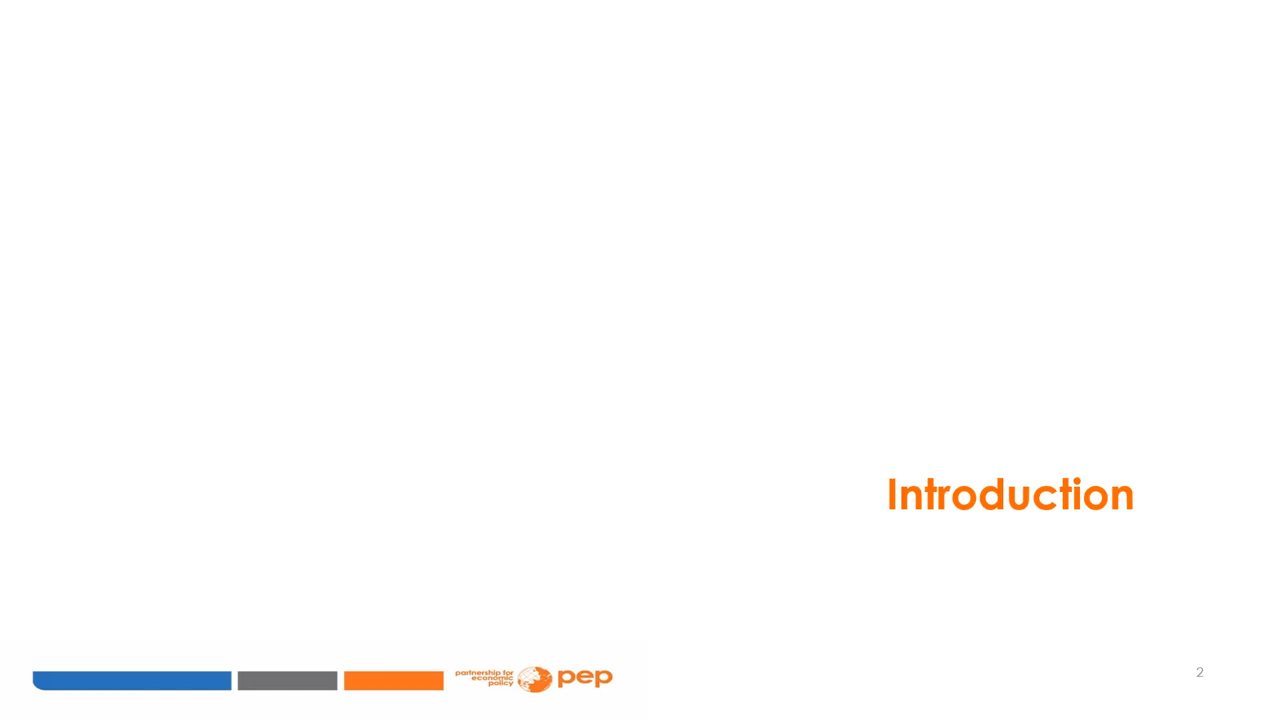 Introduction
partnership for
economic
policy
pep
2